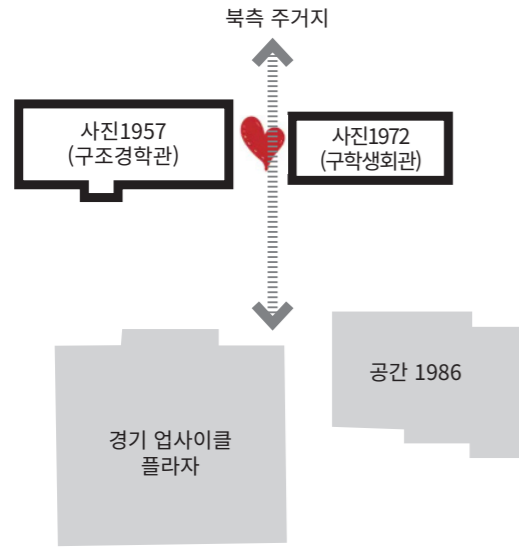 북측 주거지
사진1957
(구조경학관)
사진1972
(구학생회관)
공간 1986
경기 업사이클
플라자